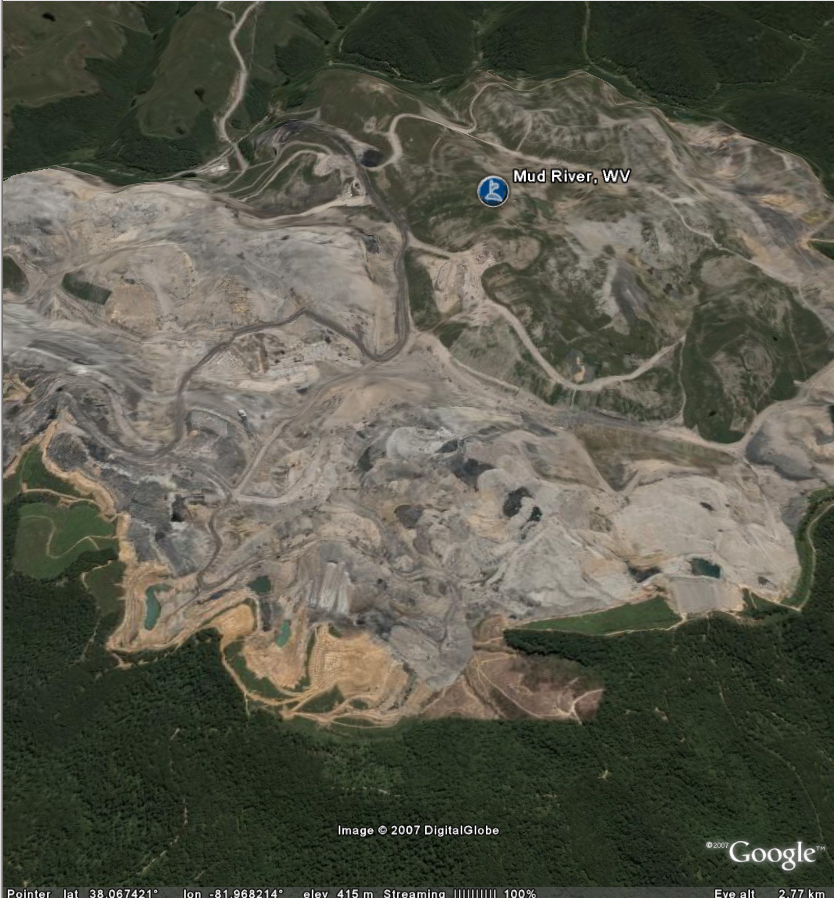 Mud River, WV
Image © 2007 DigitalGlobe
©2007 Google™
Pointer lat 38.067421° lon -81.968214° elev 415 m Streaming |||||||||| 100% Eye alt 2.77 km